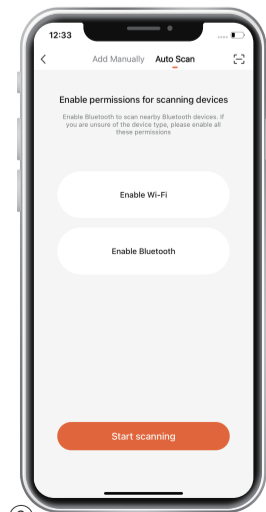 12:33
Add Manually Auto Scan
Enable permissions for scanning devices
Enable Bluetooth to scan nearby Bluetooth devices. If
you are unsure of the device type, please enable all
these permissions
Enable Wi-Fi
Enable Bluetooth
Start scanning